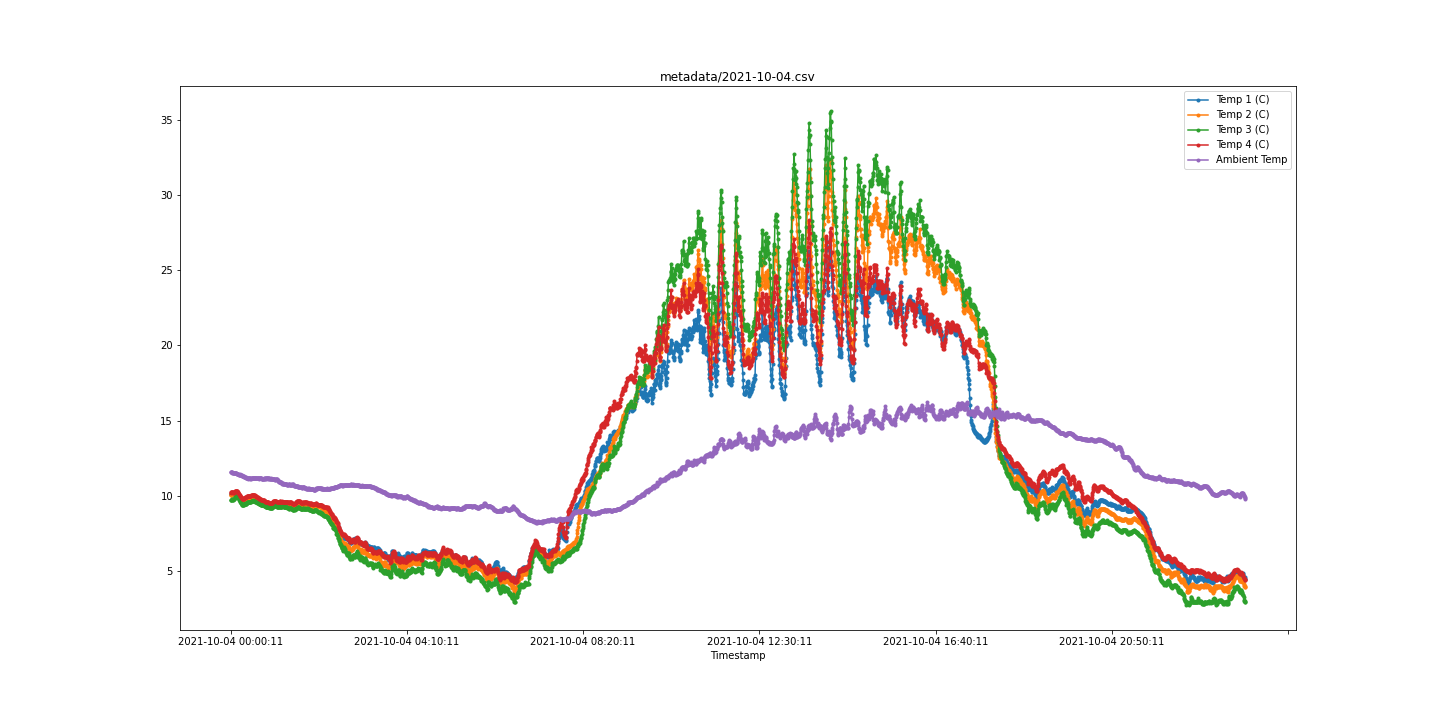 metadata/2021-10-04.csv
Temp 1 (C)
Temp 2 (C)
Temp 3 (C)
Temp 4 (C)
Ambient Temp
35
30
25
20
15
10
5
2021-10-04 00:00:11 2021-10-04 04:10:11 2021-10-04 08:20:11 2021-10-04 12:30:11 2021-10-04 16:40:11 2021-10-04 20:50:11
Timestamp